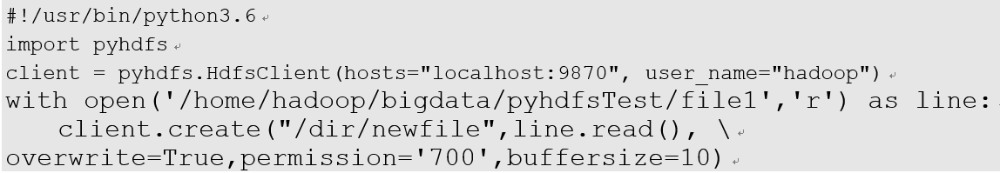 #!/usr/bin/python3.6
import pyhdfs
client = pyhdfs.HdfsClient(hosts="localhost:9870", user_name="hadoop")
with open('/home/hadoop/bigdata/pyhdfsTest/file1','r') as line:
    client.create("/dir/newfile",line.read(), \
overwrite=True,permission='700',buffersize=10)